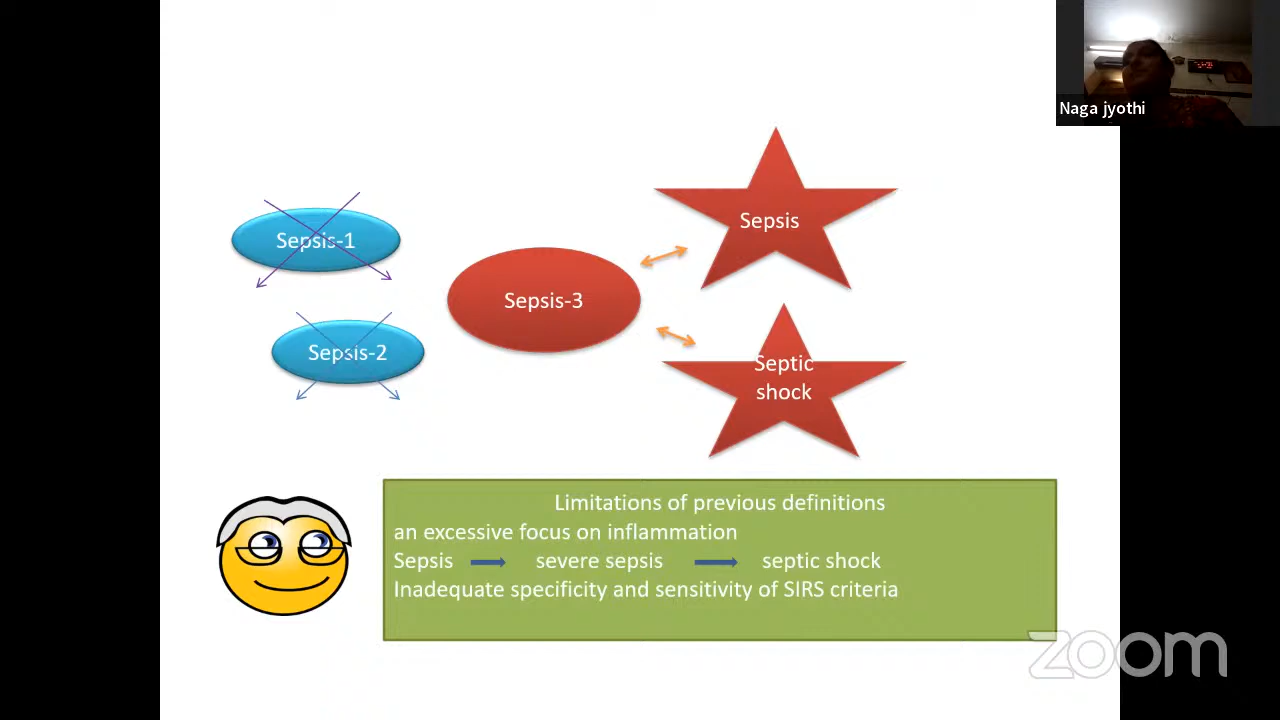 Naga jyothi
Sepsis-1
Sepsis-2
Sepsis-3
Sepsis
Septic
shock
Limitations of previous definitions
an excessive focus on inflammation
Sepsis severe sepsis septic shock
Inadequate specificity and sensitivity of SIRS criteria
zoom